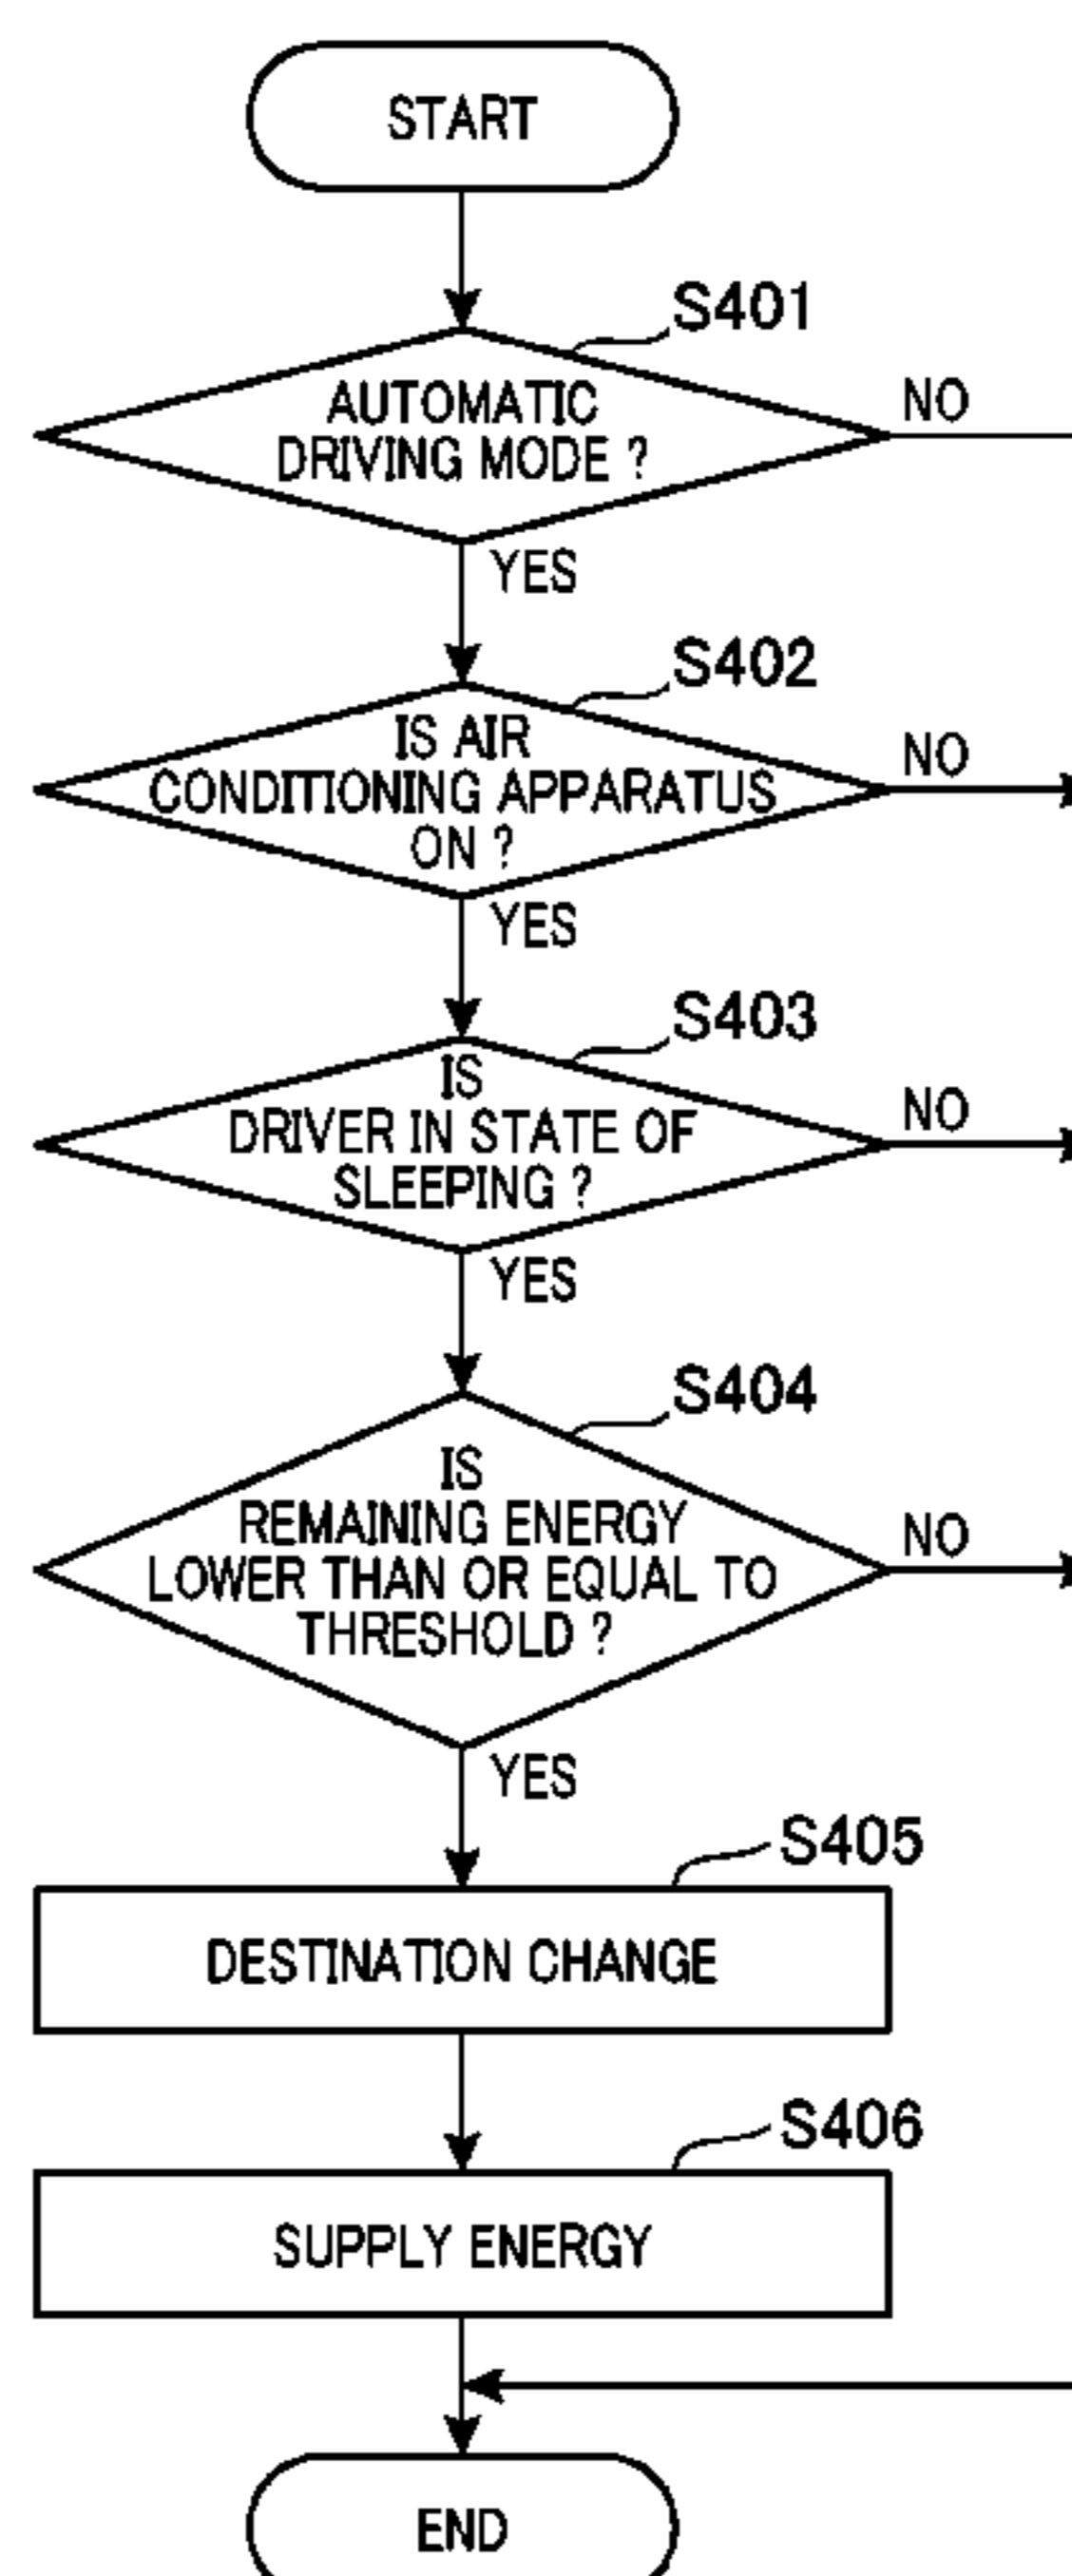 START
S401
AUTOMATIC
DRIVING MODE ?
NO
YES
S402
IS AIR
CONDITIONING APPARATUS
ON ?
NO
YES
S403
IS
DRIVER IN STATE OF
SLEEPING ?
NO
YES
S404
IS
REMAINING ENERGY
LOWER THAN OR EQUAL TO
THRESHOLD ?
NO
YES
S405
DESTINATION CHANGE
S406
SUPPLY ENERGY
END